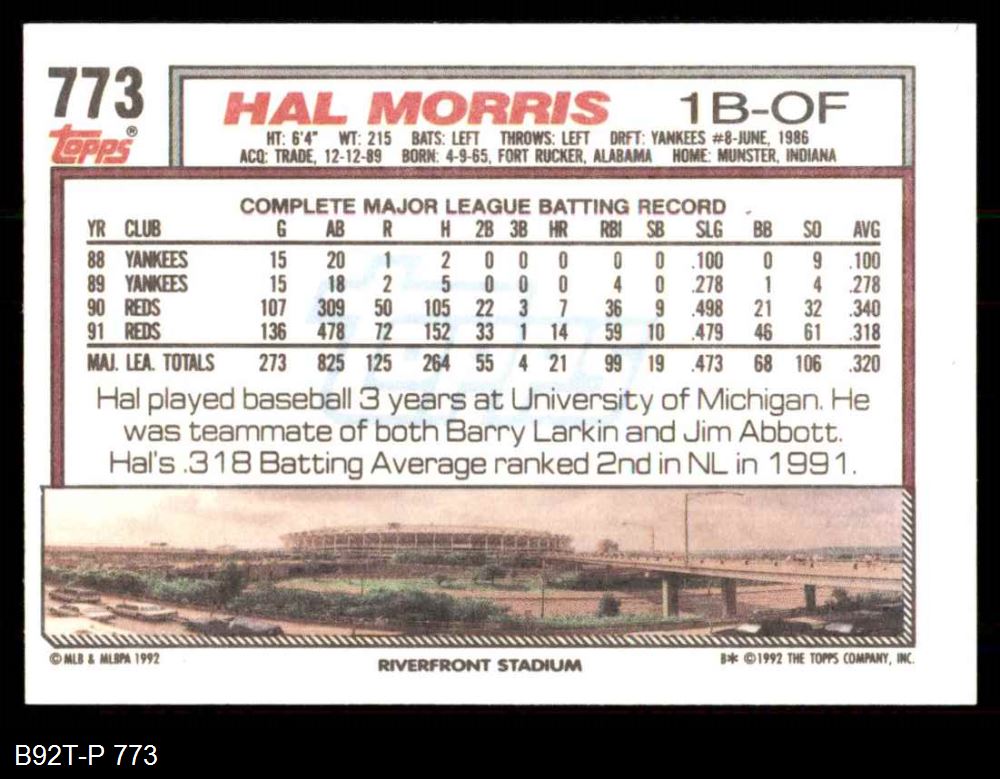 773
Topps®
HAL MORRIS 1B-OF
HT: 6'4" WT: 215 BATS: LEFT THROWS: LEFT DRFT: YANKEES #8-JUNE, 1986
ACQ: TRADE, 12-12-89 BORN: 4-9-65, FORT RUCKER, ALABAMA HOME: MUNSTER, INDIANA
COMPLETE MAJOR LEAGUE BATTING RECORD
YR CLUB G AB R H 2B 3B HR RBI SB SLG BB SO AVG
88 YANKEES 15 20 1 2 0 0 0 0 0 .100 0 9 .100
89 YANKEES 15 18 2 5 0 0 0 4 0 .278 1 4 .278
90 REDS 107 309 50 105 22 3 7 36 9 .498 21 32 .340
91 REDS 136 478 72 152 33 1 14 59 10 .479 46 61 .318
MAJ. LEA. TOTALS 273 825 125 264 55 4 21 99 19 .473 68 106 .320
Hal played baseball 3 years at University of Michigan. He
was teammate of both Barry Larkin and Jim Abbott.
Hal's .318 Batting Average ranked 2nd in NL in 1991.
© MLB & MLBPA 1992
RIVERFRONT STADIUM
B* © 1992 THE TOPPS COMPANY, INC.
B92T-P 773